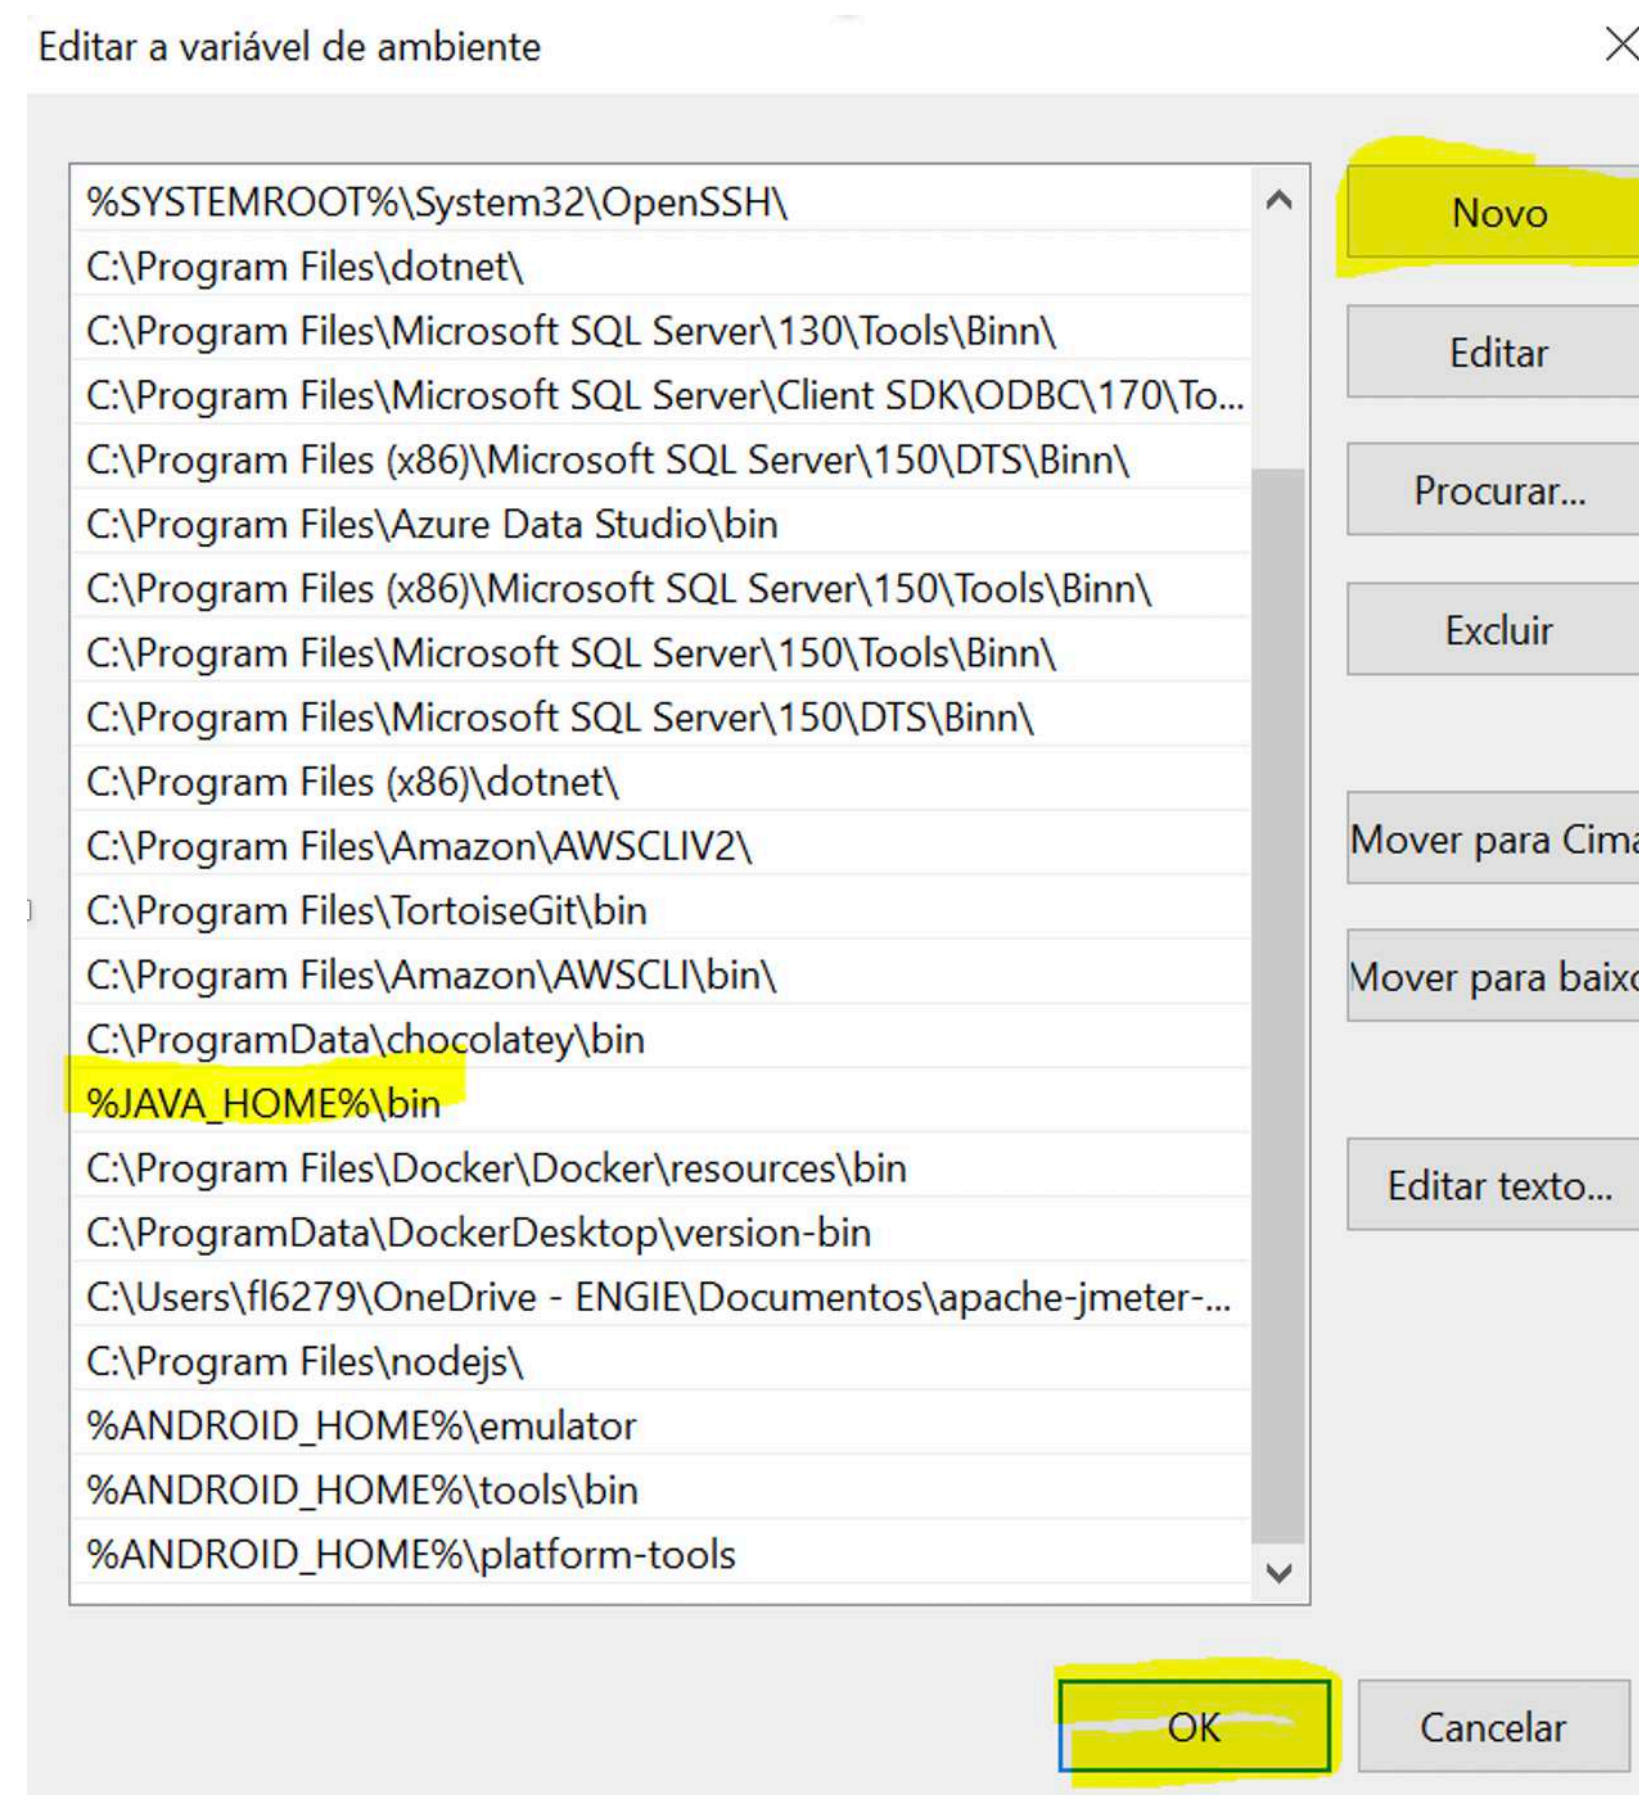 Editar a variável de ambiente
%SYSTEMROOT%\System32\OpenSSH\
C:\Program Files\dotnet\
C:\Program Files\Microsoft SQL Server\130\Tools\Binn\
C:\Program Files\Microsoft SQL Server\Client SDK\ODBC\170\To...
C:\Program Files (x86)\Microsoft SQL Server\150\DTS\Binn\
C:\Program Files\Azure Data Studio\bin
C:\Program Files (x86)\Microsoft SQL Server\150\Tools\Binn\
C:\Program Files\Microsoft SQL Server\150\Tools\Binn\
C:\Program Files\Microsoft SQL Server\150\DTS\Binn\
C:\Program Files (x86)\dotnet\
C:\Program Files\Amazon\AWSCLIV2\
C:\Program Files\TortoiseGit\bin
C:\Program Files\Amazon\AWSCLI\bin\
C:\ProgramData\chocolatey\bin
%JAVA_HOME%\bin
C:\Program Files\Docker\Docker\resources\bin
C:\ProgramData\DockerDesktop\version-bin
C:\Users\fl6279\OneDrive - ENGIE\Documentos\apache-jmeter-...
C:\Program Files\nodejs\
%ANDROID_HOME%\emulator
%ANDROID_HOME%\tools\bin
%ANDROID_HOME%\platform-tools
Novo
Editar
Procurar...
Excluir
Mover para Cima
Mover para baixo
Editar texto...
OK
Cancelar